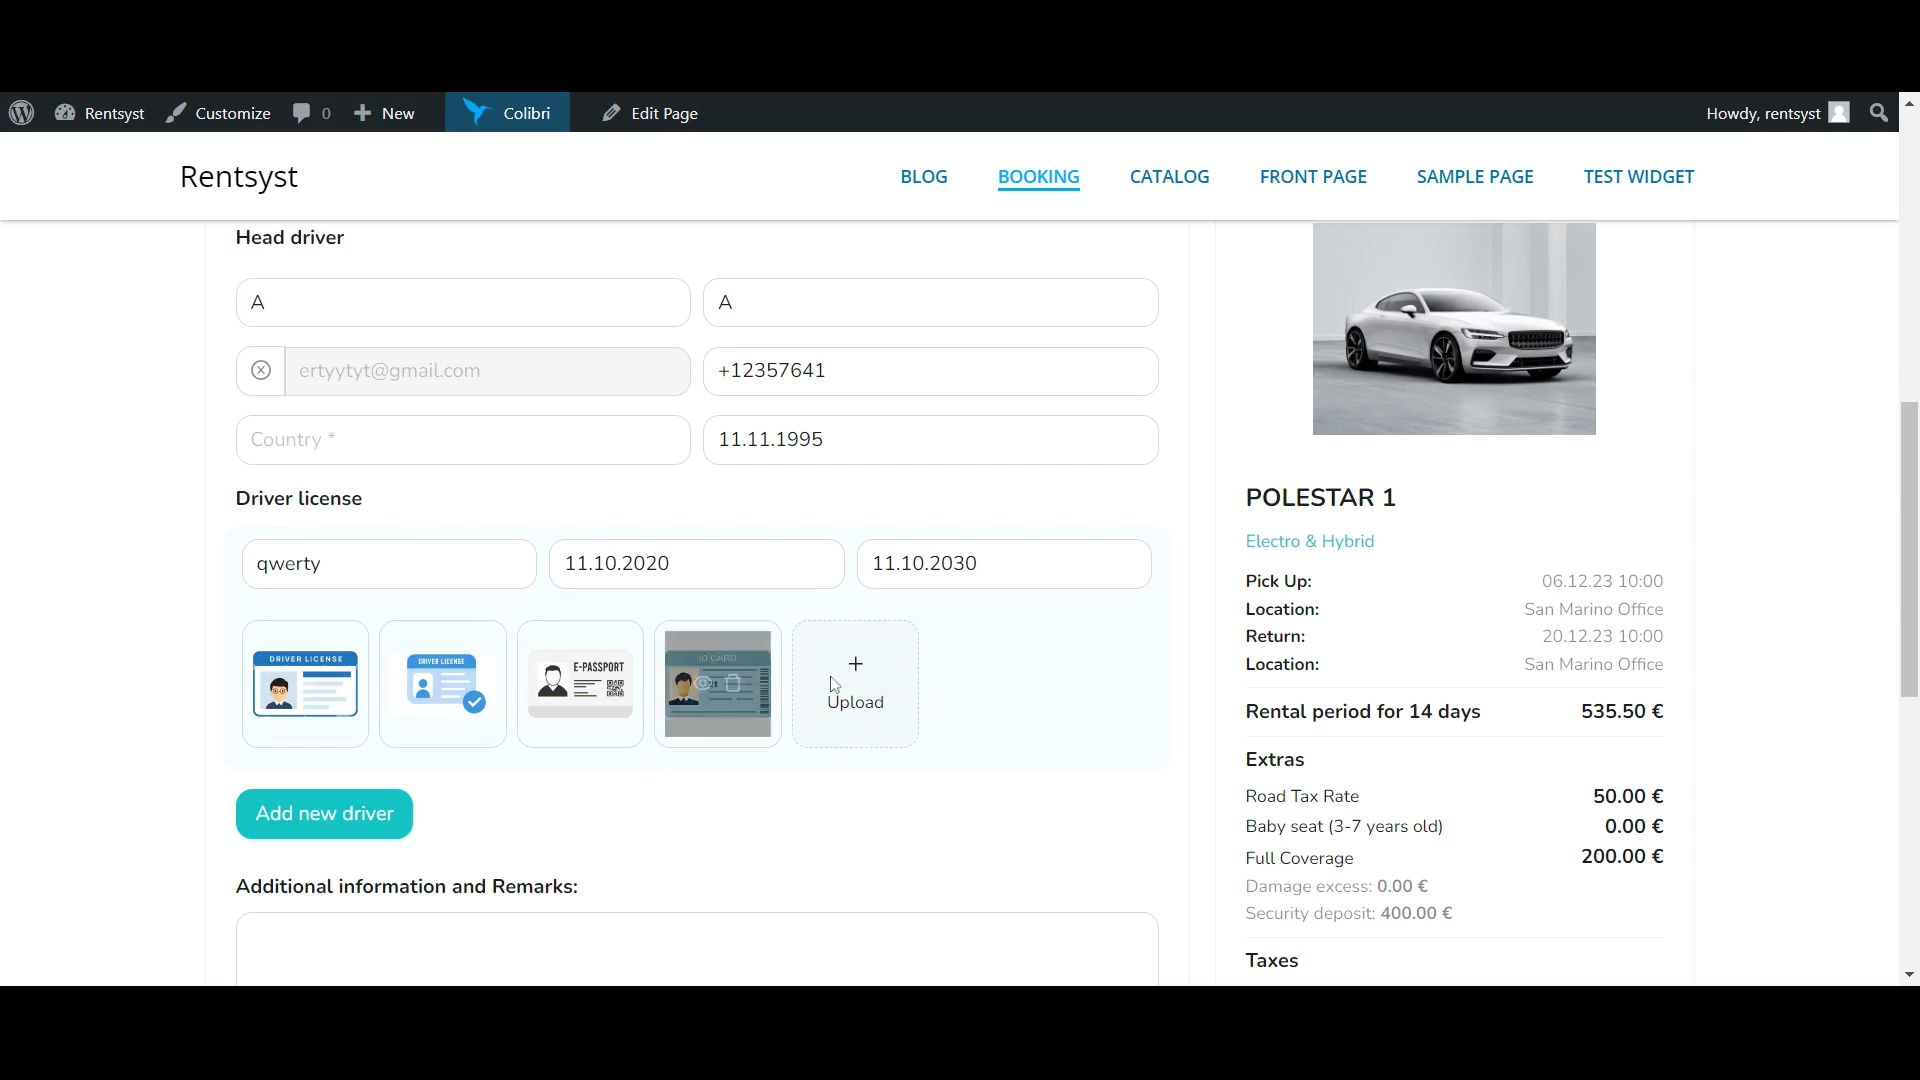 Rentsyst Customize 0 New Colibri Edit Page Howdy, rentsyst
Rentsyst BLOG BOOKING CATALOG FRONT PAGE SAMPLE PAGE TEST WIDGET
Head driver
A A
ertyytyt@gmail.com +12357641
Country * 11.11.1995
Driver license
qwerty 11.10.2020 11.10.2030
DRIVER LICENSE
DRIVER LICENSE
E-PASSPORT
ID CARD
+
Upload
Add new driver
Additional information and Remarks:
POLESTAR 1
Electro & Hybrid
Pick Up: 06.12.23 10:00
Location: San Marino Office
Return: 20.12.23 10:00
Location: San Marino Office
Rental period for 14 days 535.50 €
Extras
Road Tax Rate 50.00 €
Baby seat (3-7 years old) 0.00 €
Full Coverage 200.00 €
Damage excess: 0.00 €
Security deposit: 400.00 €
Taxes